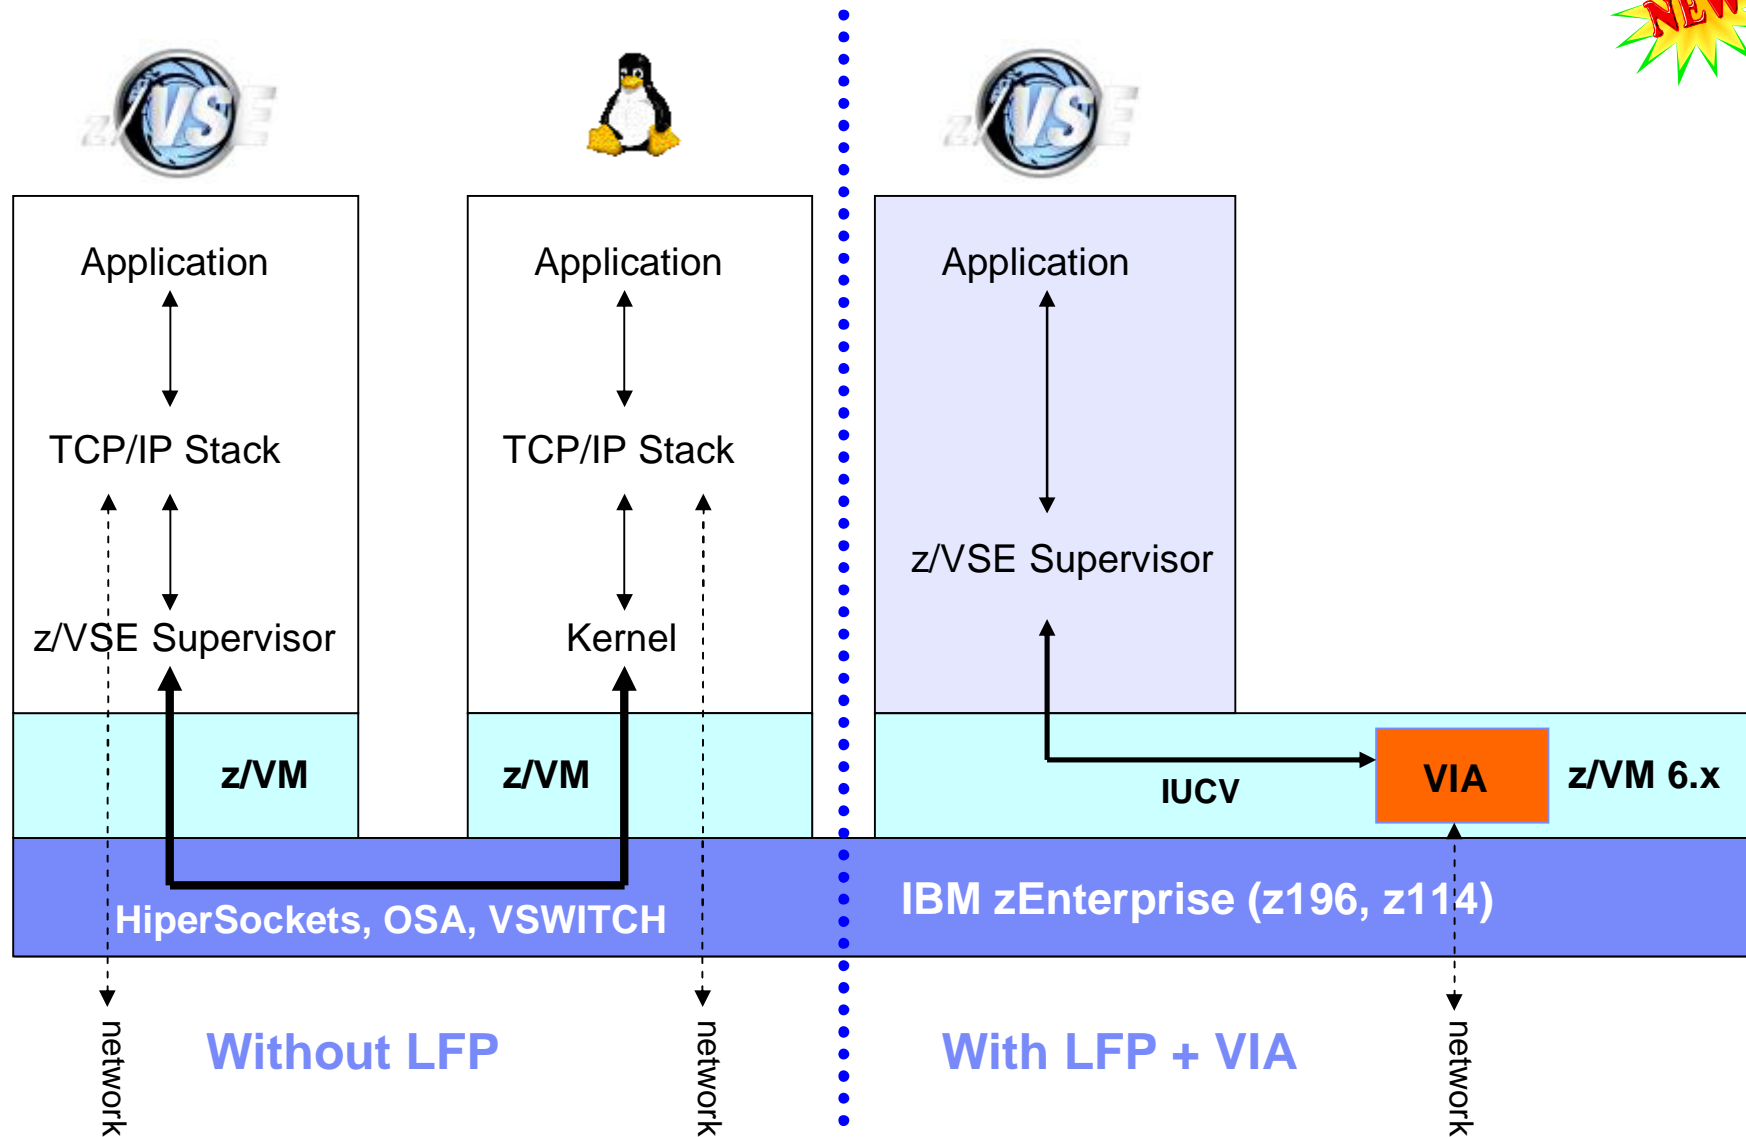 NEW
z/VSE
z/VSE
Application
Application
Application
TCP/IP Stack
TCP/IP Stack
z/VSE Supervisor
z/VSE Supervisor
Kernel
z/VM
z/VM
IUCV
VIA
z/VM 6.x
IBM zEnterprise (z196, z114)
HiperSockets, OSA, VSWITCH
network
Without LFP
network
With LFP + VIA
network